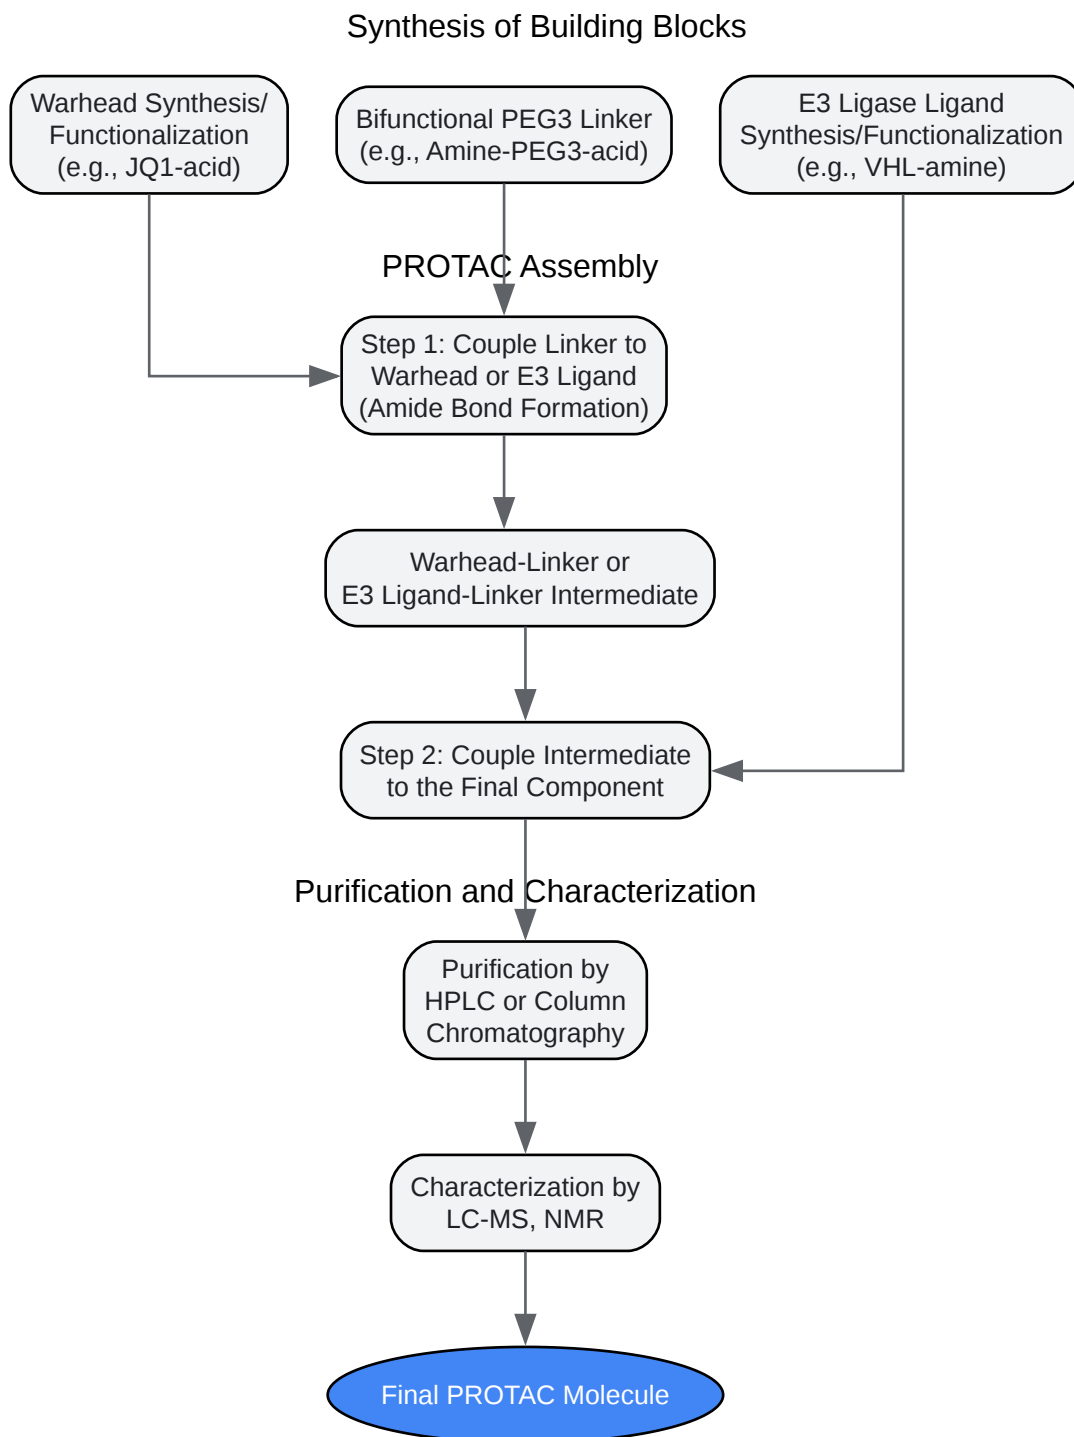 Synthesis of Building Blocks
Warhead Synthesis/
Functionalization
(e.g., JQ1-acid)
Bifunctional PEG3 Linker
(e.g., Amine-PEG3-acid)
E3 Ligase Ligand
Synthesis/Functionalization
(e.g., VHL-amine)
PROTAC Assembly
Step 1: Couple Linker to
Warhead or E3 Ligand
(Amide Bond Formation)
Warhead-Linker or
E3 Ligand-Linker Intermediate
Step 2: Couple Intermediate
to the Final Component
Purification and Characterization
Purification by
HPLC or Column
Chromatography
Characterization by
LC-MS, NMR
Final PROTAC Molecule